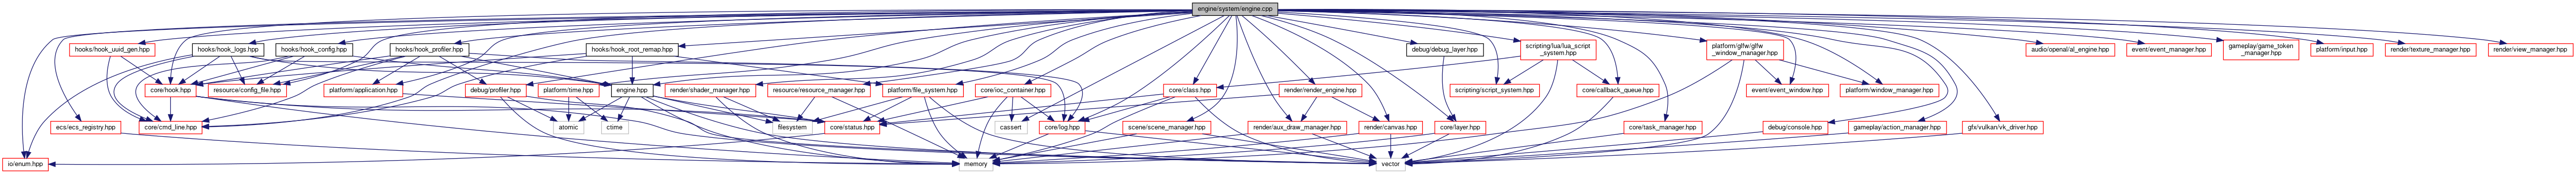 engine/system/engine.cpp
hooks/hook_uuid_gen.hpp
hooks/hook_logs.hpp
hooks/hook_config.hpp
hooks/hook_profiler.hpp
hooks/hook_root_remap.hpp
debug/debug_layer.hpp
scripting/lua/lua_script
_system.hpp
platform/glfw/glfw
_window_manager.hpp
audio/openal/al_engine.hpp
event/event_manager.hpp
gameplay/game_token
_manager.hpp
platform/input.hpp
render/texture_manager.hpp
render/view_manager.hpp
core/hook.hpp
resource/config_file.hpp
platform/application.hpp
debug/profiler.hpp
platform/time.hpp
engine.hpp
render/shader_manager.hpp
resource/resource_manager.hpp
platform/file_system.hpp
core/ioc_container.hpp
core/class.hpp
render/render_engine.hpp
scripting/script_system.hpp
core/callback_queue.hpp
event/event_window.hpp
platform/window_manager.hpp
ecs/ecs_registry.hpp
core/cmd_line.hpp
atomic
ctime
filesystem
core/status.hpp
cassert
core/log.hpp
scene/scene_manager.hpp
render/aux_draw_manager.hpp
render/canvas.hpp
core/layer.hpp
core/task_manager.hpp
debug/console.hpp
gameplay/action_manager.hpp
gfx/vulkan/vk_driver.hpp
io/enum.hpp
memory
vector